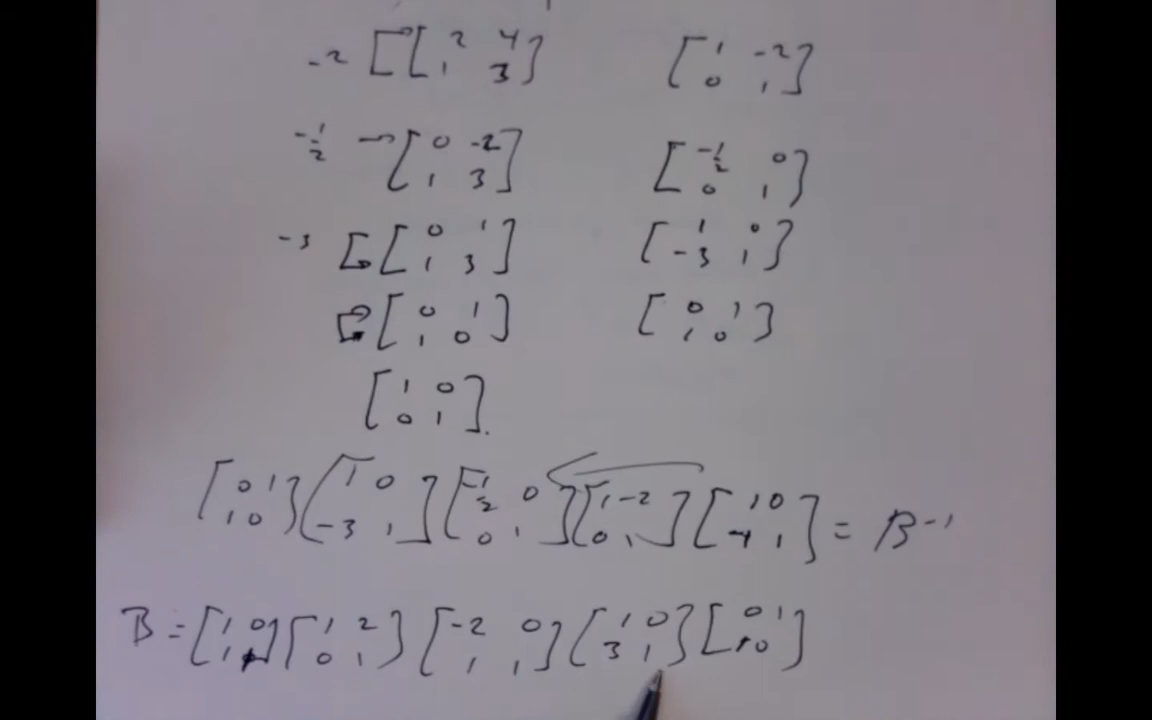 -2 [ 2 4 [ 1 -2
1 3 ] 0 1 ]
-1/2 [ 0 -2 [ -1/2 0
1 3 ] 0 1 ]
-3 [ 0 1 [ 1 0
1 3 ] -3 1 ]
[ 0 1 [ 0 1
1 0 ] 1 0 ]
[ 1 0
0 1 ].
[ 0 1 ] [ 1 0 ] [ -1/2 0 ] [ 1 -2 ] [ 1 0 ] = B⁻¹
1 0 -3 1 0 1 0 1 -1 1
B = [ 1 0 ] [ 1 2 ] [ -2 0 ] [ 1 0 ] [ 0 1 ]
1 1 0 1 1 1 3 1 1 0